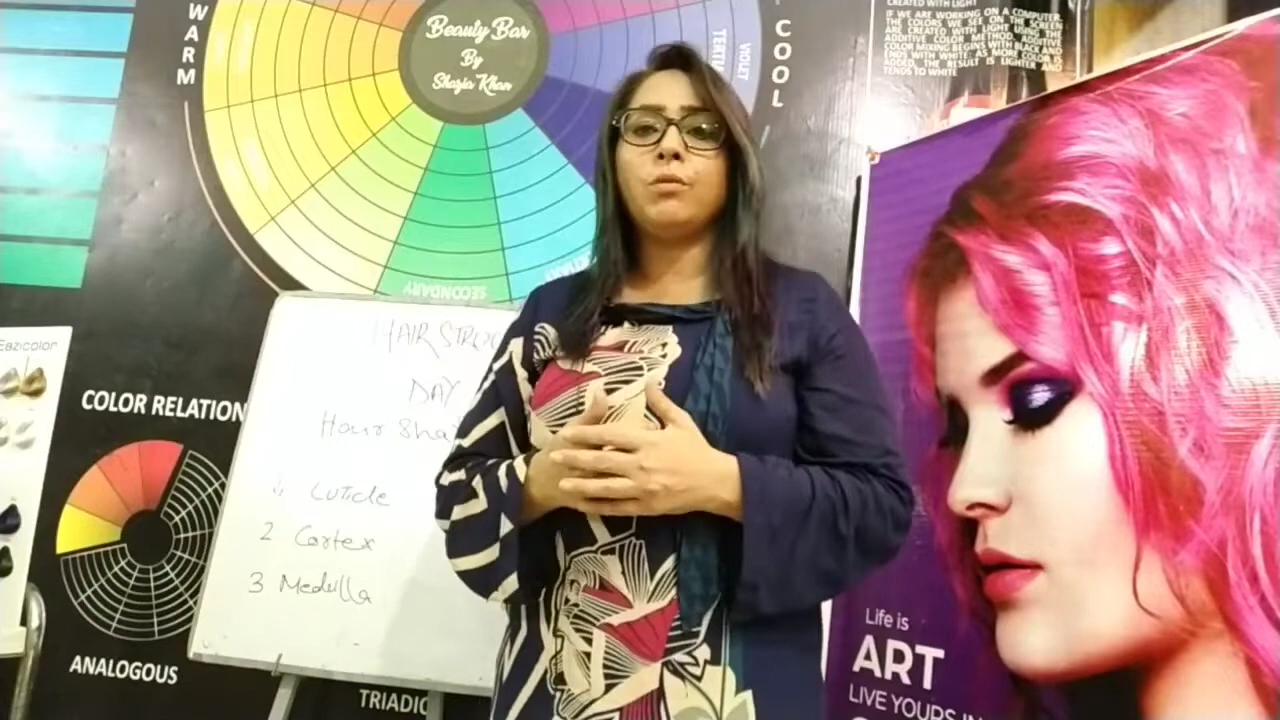 WARM
Beauty Bar
By
Shazia Khan
COOL
VIOLET
SECONDARY
CREATED WITH LIGHT
IF WE ARE WORKING ON A COMPUTER,
THE COLORS WE SEE ON THE SCREEN
ARE CREATED WITH LIGHT USING THE
ADDITIVE COLOR METHOD. ADDITIVE
COLOR MIXING BEGINS WITH BLACK AND
ENDS WITH WHITE; AS MORE COLOR IS
ADDED, THE RESULT IS LIGHTER AND
TENDS TO WHITE
Eazicolor
COLOR RELATION
ANALOGOUS
TRIADIC
HAIR
DAY
Hair
1 Cuticle
2 Cortex
3 Medulla
Life is
ART
LIVE YOURS IN